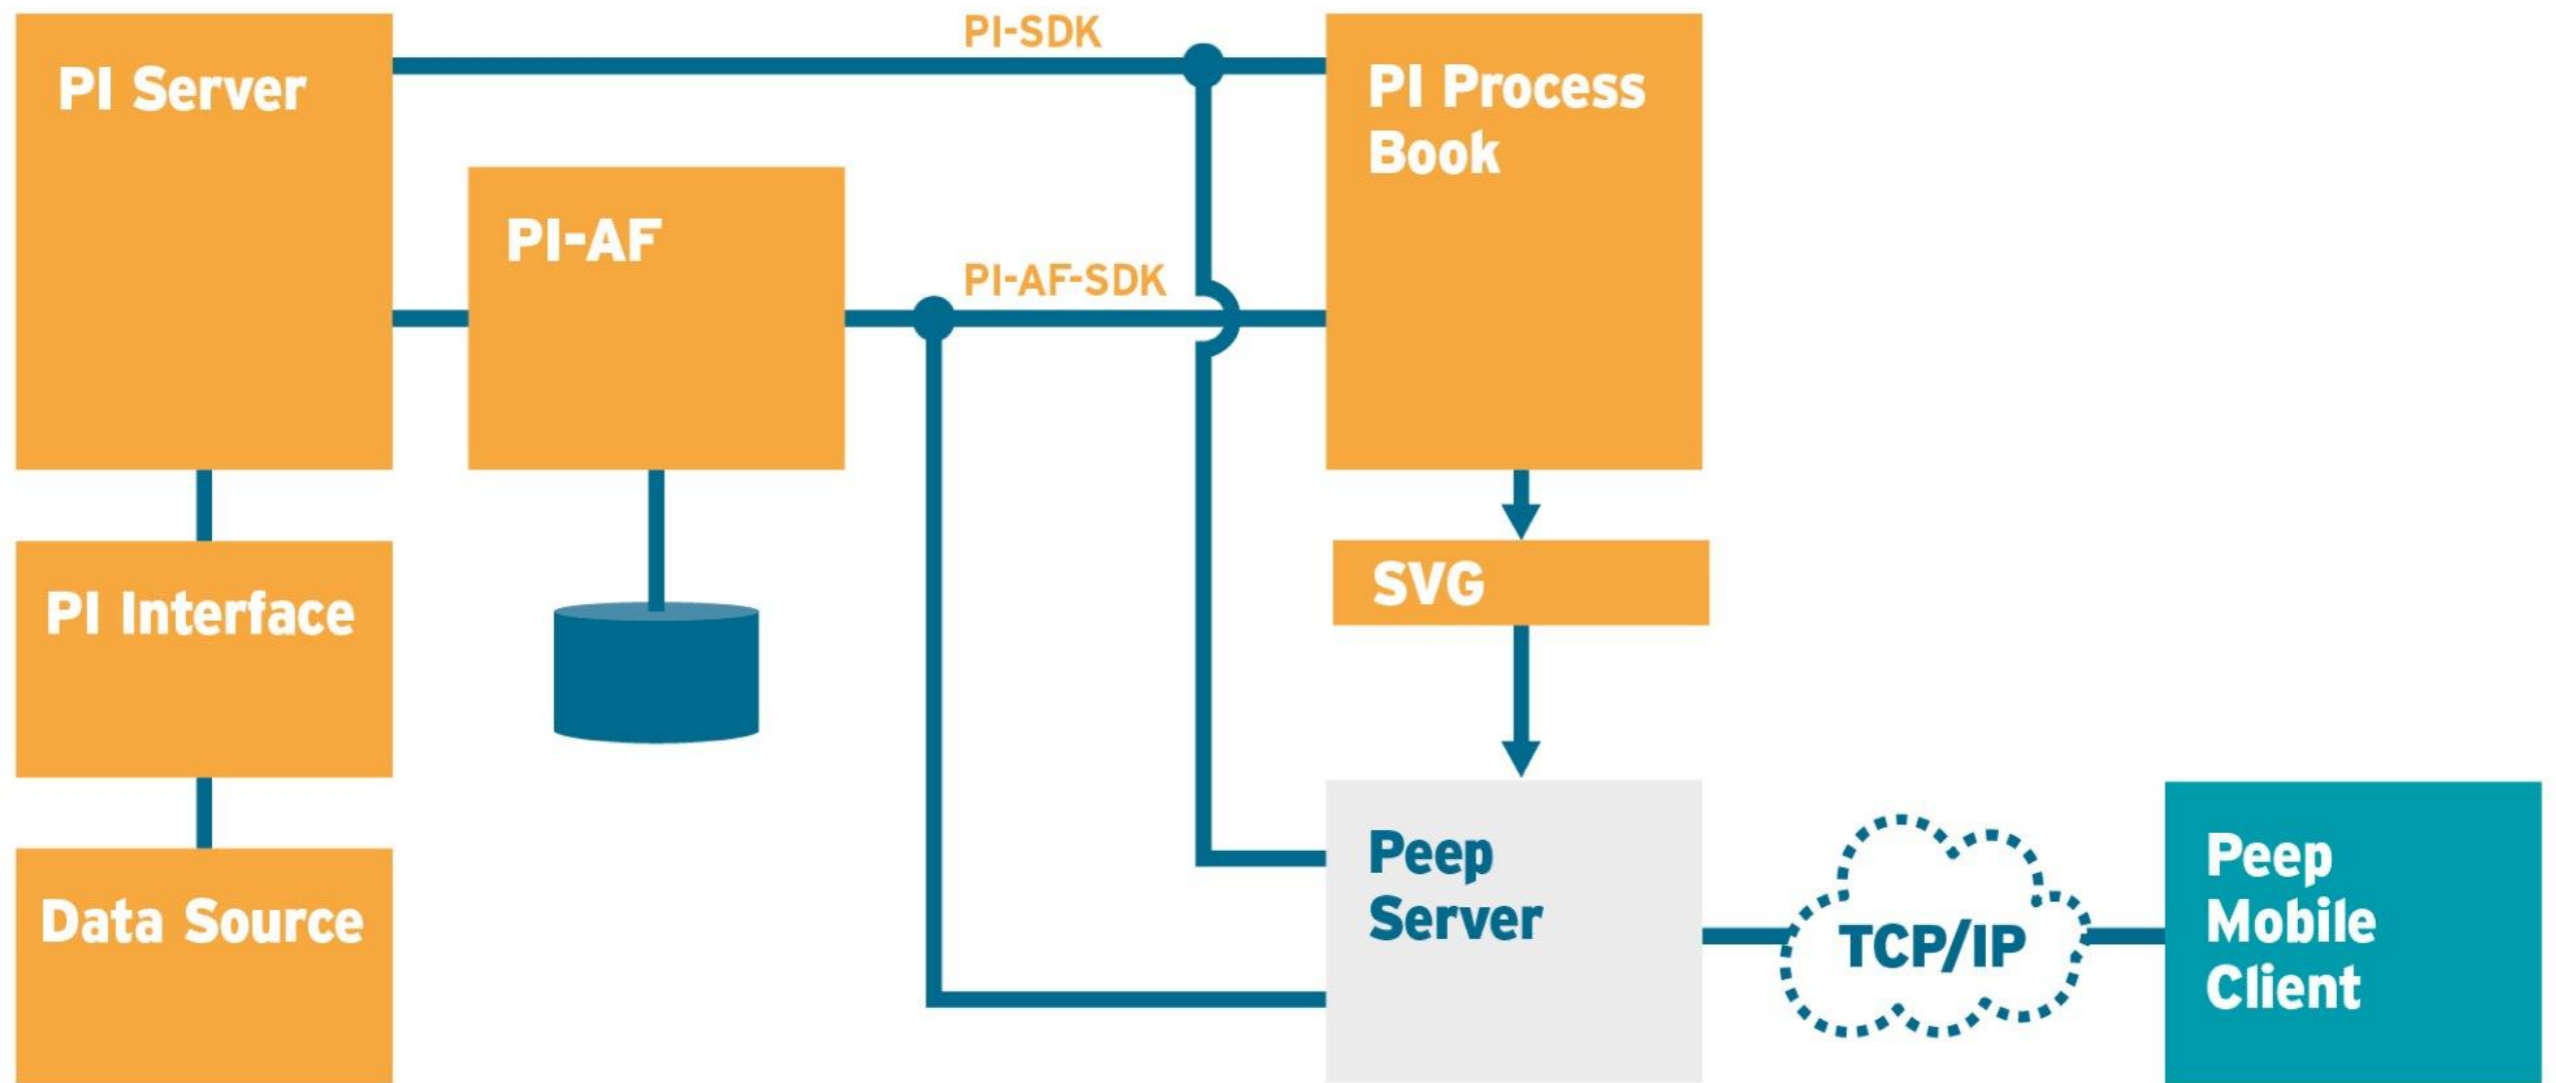 PI Server
PI-SDK
PI Process
Book
PI-AF
PI-AF-SDK
PI Interface
SVG
Data Source
Peep
Server
TCP/IP
Peep
Mobile
Client